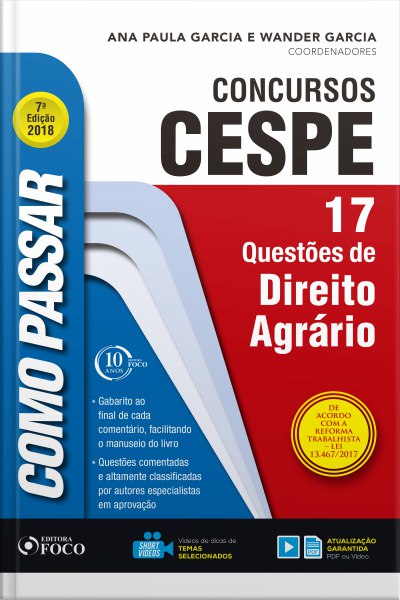 ANA PAULA GARCIA E WANDER GARCIA
COORDENADORES
CONCURSOS
CESPE
7ª
Edição
2018
COMO PASSAR
17
Questões de
Direito
Agrário
10
ANOS
EDITORA
FOCO
• Gabarito ao
final de cada
comentário, facilitando
o manuseio do livro
• Questões comentadas
e altamente classificadas
por autores especialistas
em aprovação
DE
ACORDO
COM A
REFORMA
TRABALHISTA
- LEI
13.467/2017
EDITORA
FOCO
SHORT
VIDEOS
Vídeos de dicas de
TEMAS
SELECIONADOS
PDF
ATUALIZAÇÃO
GARANTIDA
PDF ou Vídeo